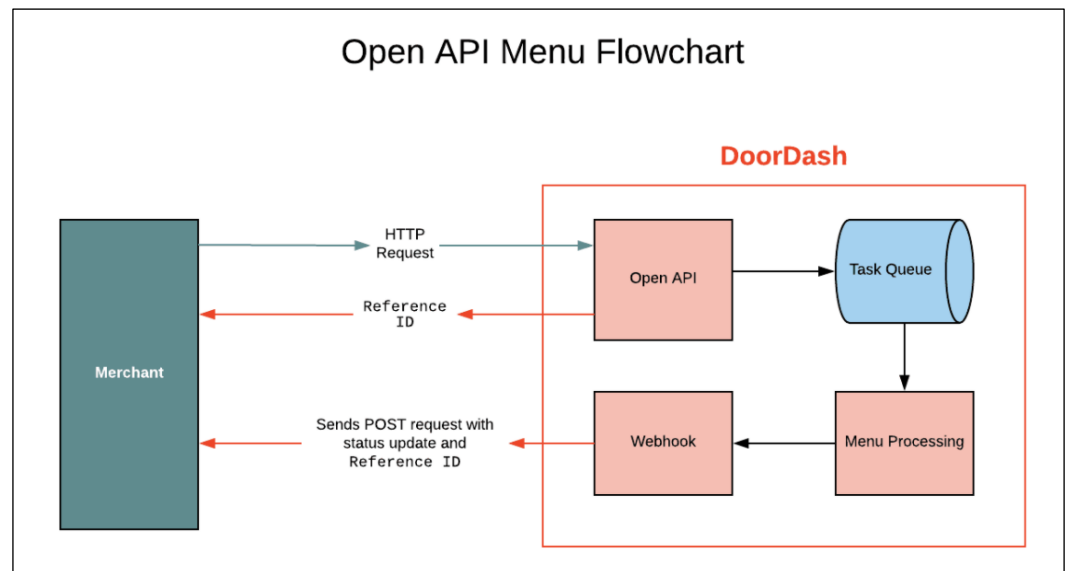 Open API Menu Flowchart
DoorDash
HTTP
Request
Open API
Task Queue
Reference
ID
Merchant
Sends POST request with
status update and
Reference ID
Webhook
Menu Processing